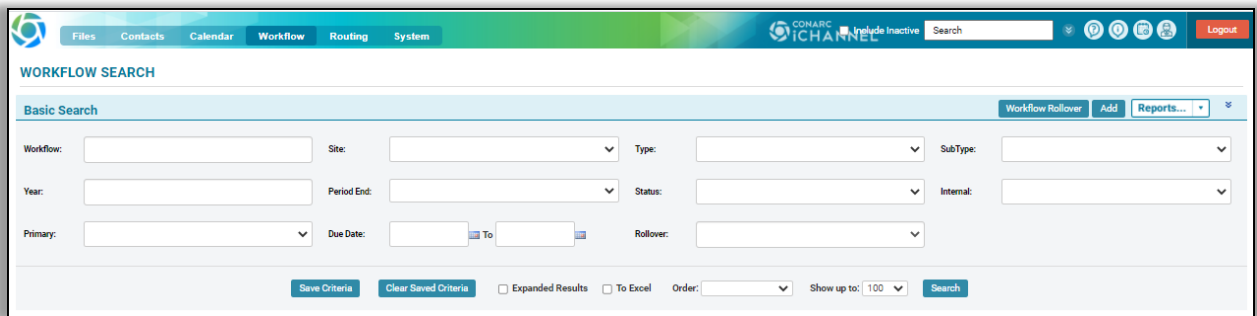 Files Contacts Calendar Workflow Routing System CONARC iCHANNEL Include Inactive Search Logout
WORKFLOW SEARCH
Basic Search Workflow Rollover Add Reports...
Workflow: Site: Type: SubType:
Year: Period End: Status: Internal:
Primary: Due Date: To Rollover:
Save Criteria Clear Saved Criteria Expanded Results To Excel Order: Show up to: 100 Search